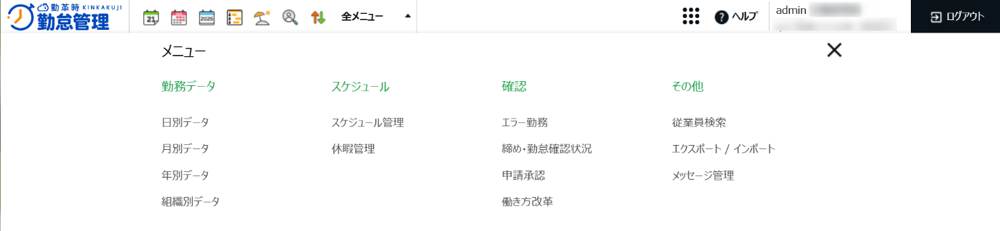 勤革時 KINKAKUJI
勤怠管理
21
2025
全メニュー
ヘルプ
admin
ログアウト
メニュー
勤務データ
スケジュール
確認
その他
日別データ
スケジュール管理
エラー勤務
従業員検索
月別データ
休暇管理
締め・勤怠確認状況
エクスポート / インポート
年別データ
申請承認
メッセージ管理
組織別データ
働き方改革